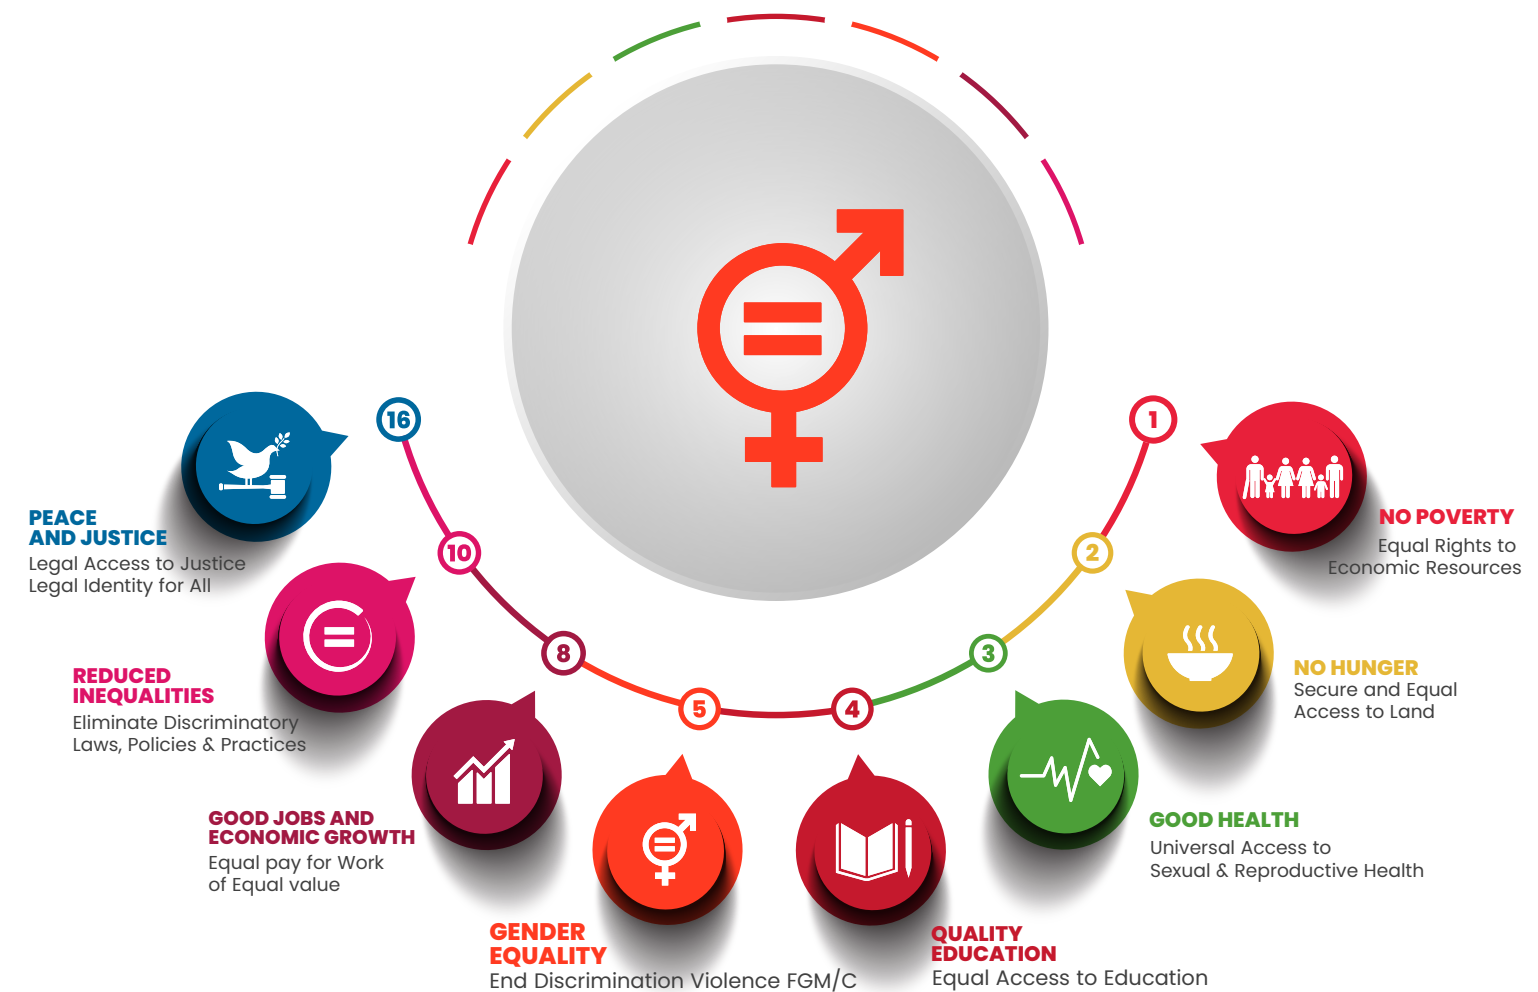 16
1
PEACE
AND JUSTICE
Legal Access to Justice
Legal Identity for All
NO POVERTY
Equal Rights to
Economic Resources
10
2
REDUCED
INEQUALITIES
Eliminate Discriminatory
Laws, Policies & Practices
NO HUNGER
Secure and Equal
Access to Land
8
3
GOOD JOBS AND
ECONOMIC GROWTH
Equal pay for Work
of Equal value
GOOD HEALTH
Universal Access to
Sexual & Reproductive Health
5
4
GENDER
EQUALITY
End Discrimination Violence FGM/C
QUALITY
EDUCATION
Equal Access to Education